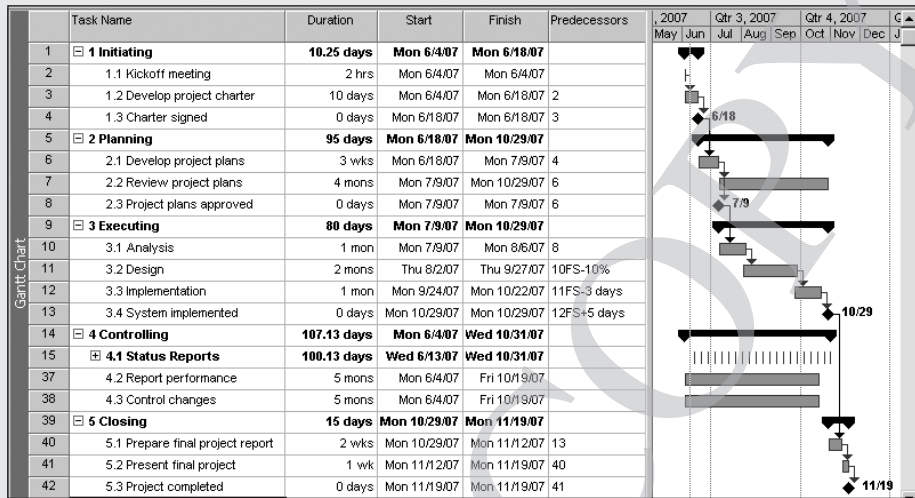 Task Name Duration Start Finish Predecessors , 2007 Qtr 3, 2007 Qtr 4, 2007 Q
May Jun Jul Aug Sep Oct Nov Dec J
1 1 Initiating 10.25 days Mon 6/4/07 Mon 6/18/07
2 1.1 Kickoff meeting 2 hrs Mon 6/4/07 Mon 6/4/07
3 1.2 Develop project charter 10 days Mon 6/4/07 Mon 6/18/07 2
4 1.3 Charter signed 0 days Mon 6/18/07 Mon 6/18/07 3 6/18
5 2 Planning 95 days Mon 6/18/07 Mon 10/29/07
6 2.1 Develop project plans 3 wks Mon 6/18/07 Mon 7/9/07 4
7 2.2 Review project plans 4 mons Mon 7/9/07 Mon 10/29/07 6
8 2.3 Project plans approved 0 days Mon 7/9/07 Mon 7/9/07 6 7/9
9 3 Executing 80 days Mon 7/9/07 Mon 10/29/07
10 3.1 Analysis 1 mon Mon 7/9/07 Mon 8/6/07 8
11 3.2 Design 2 mons Thu 8/2/07 Thu 9/27/07 10FS-10%
12 3.3 Implementation 1 mon Mon 9/24/07 Mon 10/22/07 11FS-3 days
13 3.4 System implemented 0 days Mon 10/29/07 Mon 10/29/07 12FS+5 days 10/29
14 4 Controlling 107.13 days Mon 6/4/07 Wed 10/31/07
15 4.1 Status Reports 100.13 days Wed 6/13/07 Wed 10/31/07
37 4.2 Report performance 5 mons Mon 6/4/07 Fri 10/19/07
38 4.3 Control changes 5 mons Mon 6/4/07 Fri 10/19/07
39 5 Closing 15 days Mon 10/29/07 Mon 11/19/07
40 5.1 Prepare final project report 2 wks Mon 10/29/07 Mon 11/12/07 13
41 5.2 Present final project 1 wk Mon 11/12/07 Mon 11/19/07 40
42 5.3 Project completed 0 days Mon 11/19/07 Mon 11/19/07 41 11/19
Gantt Chart
COPY